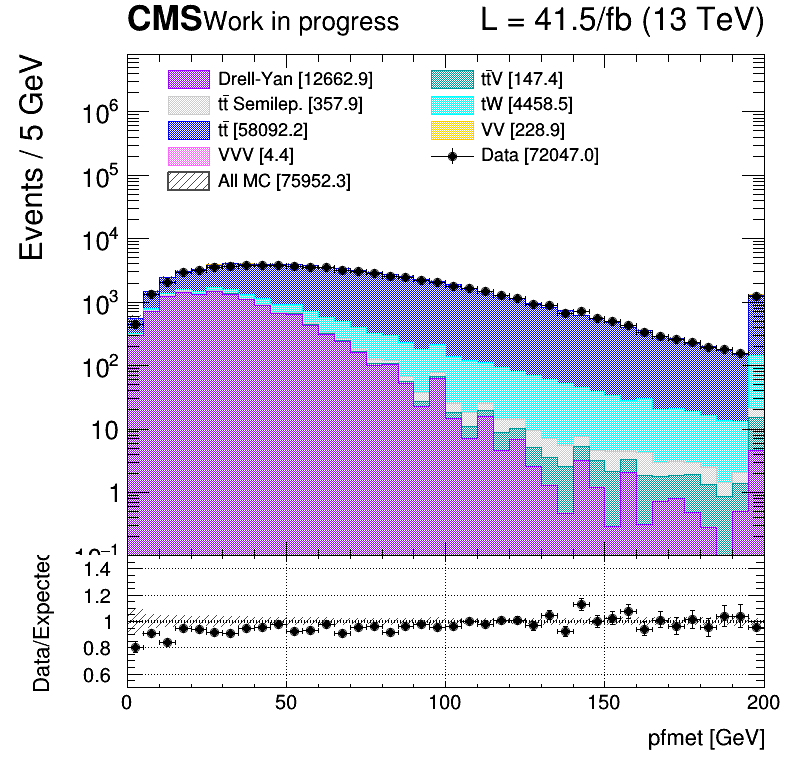 CMS Work in progress L = 41.5/fb (13 TeV)
Events / 5 GeV
Drell-Yan [12662.9] tt̄V [147.4]
tt̄ Semilep. [357.9] tW [4458.5]
tt̄ [58092.2] VV [228.9]
VVV [4.4] Data [72047.0]
All MC [75952.3]
10⁶
10⁵
10⁴
10³
10²
10
1
10⁻¹
Data/Expected
1.4
1.2
1
0.8
0.6
0 50 100 150 200
pfmet [GeV]